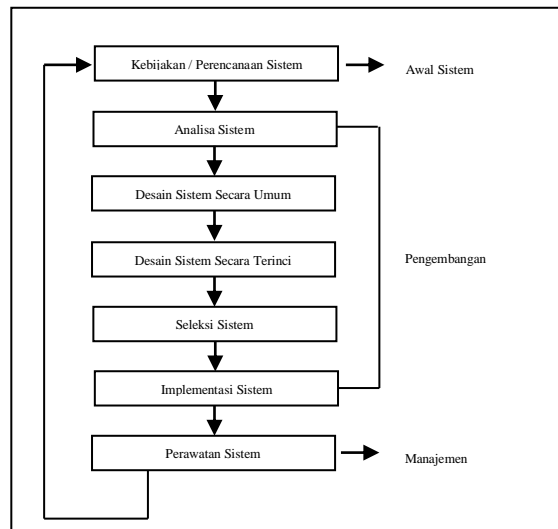 Kebijakan / Perencanaan Sistem
Awal Sistem
Analisa Sistem
Desain Sistem Secara Umum
Desain Sistem Secara Terinci
Pengembangan
Seleksi Sistem
Implementasi Sistem
Perawatan Sistem
Manajemen